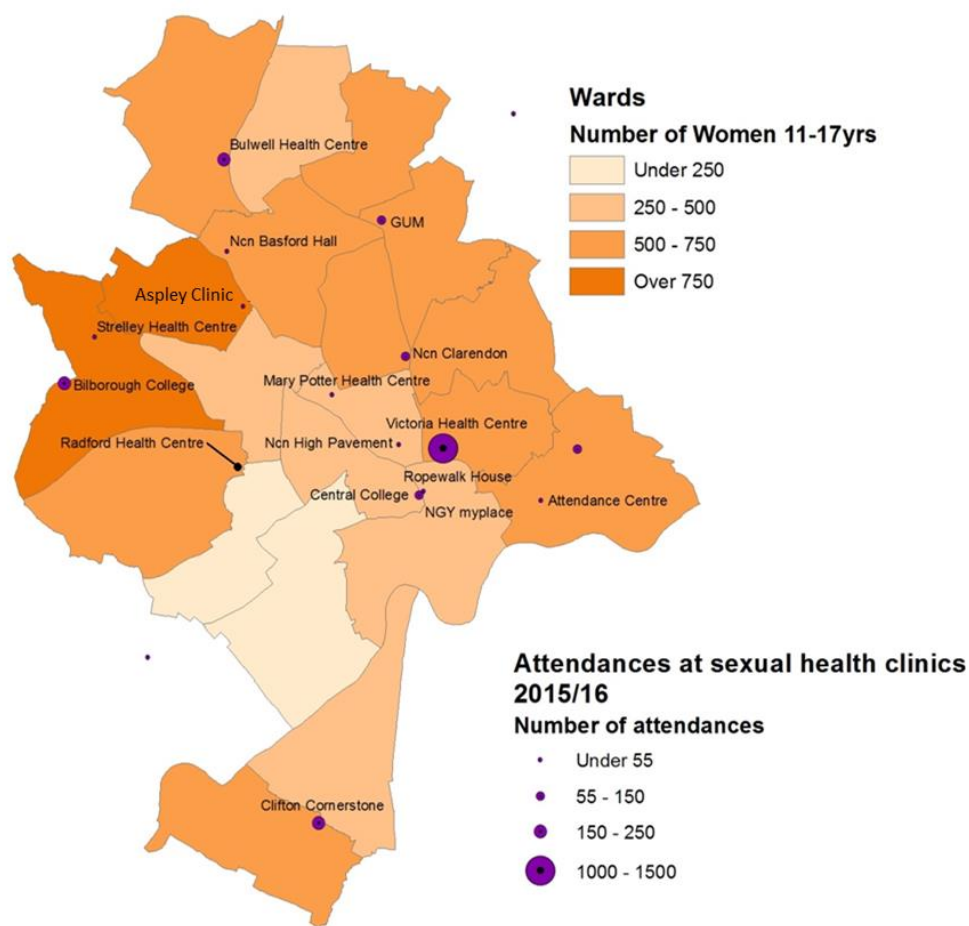 Wards
Number of Women 11-17yrs
Under 250
250 - 500
500 - 750
Over 750
Bulwell Health Centre
GUM
Ncn Basford Hall
Aspley Clinic
Strelley Health Centre
Ncn Clarendon
Mary Potter Health Centre
Bilborough College
Victoria Health Centre
Radford Health Centre
Ncn High Pavement
Ropewalk House
Central College
Attendance Centre
NGY myplace
Attendances at sexual health clinics
2015/16
Number of attendances
Under 55
55 - 150
150 - 250
1000 - 1500
Clifton Cornerstone